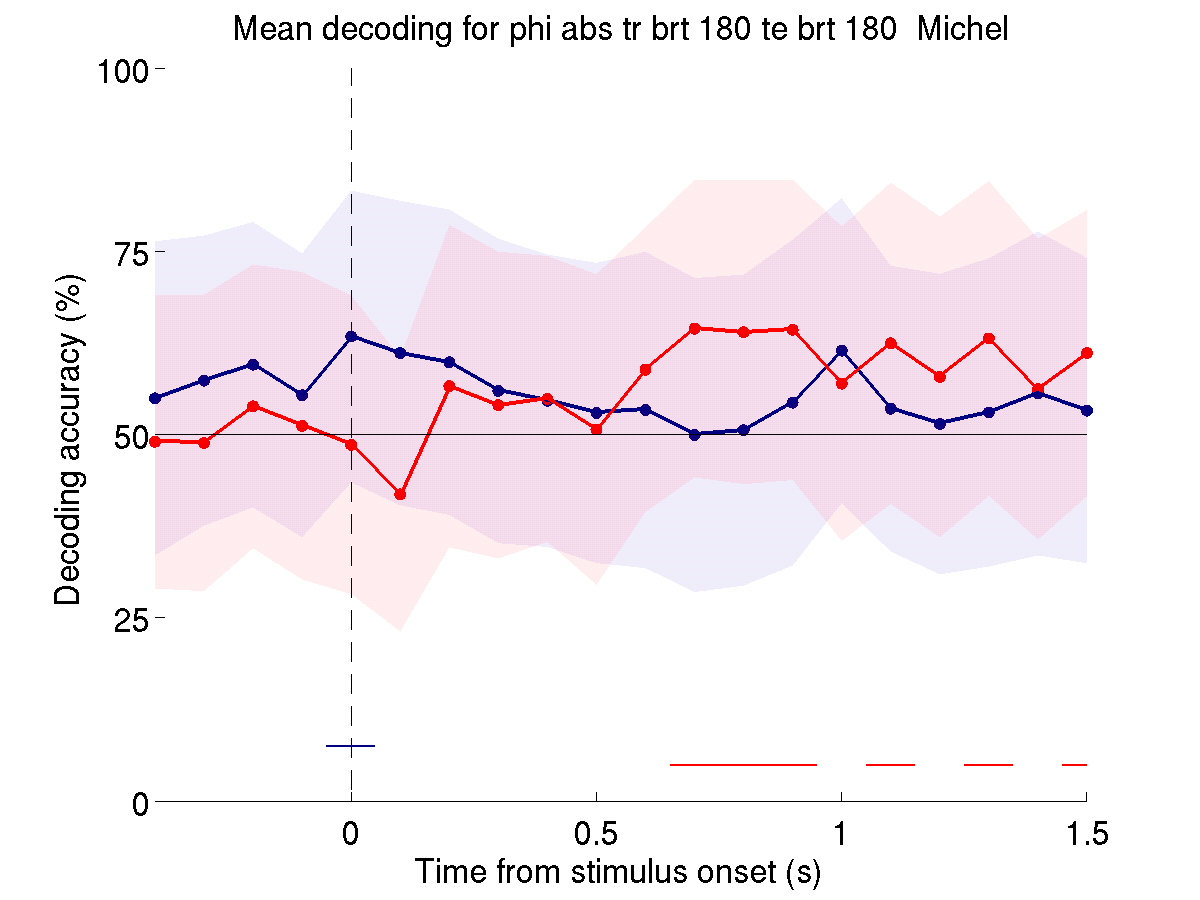 Mean decoding for phi abs tr brt 180 te brt 180  Michel
100
75
50
25
0
Decoding accuracy (%)
0 0.5 1 1.5
Time from stimulus onset (s)